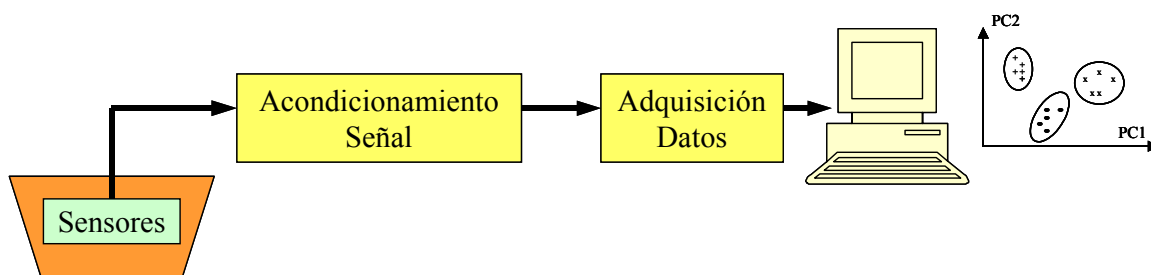 Sensores
Acondicionamiento
Señal
Adquisición
Datos
PC2
PC1